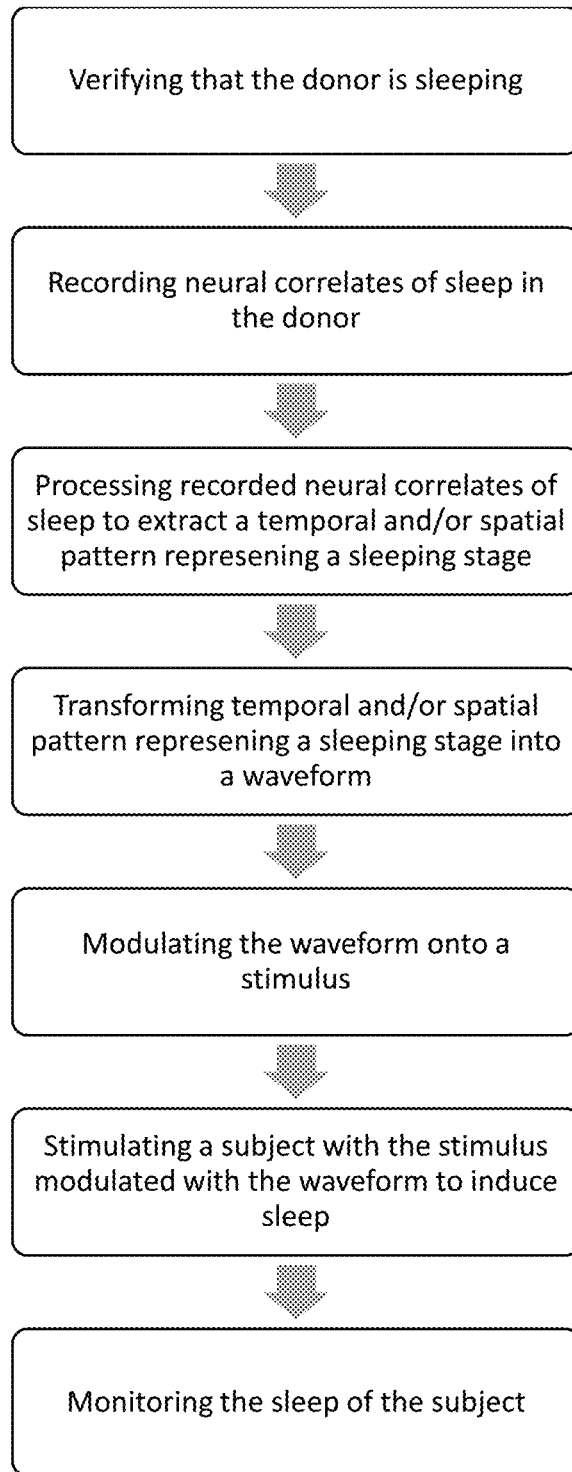 Verifying that the donor is sleeping
Recording neural correlates of sleep in
the donor
Processing recorded neural correlates of
sleep to extract a temporal and/or spatial
pattern represening a sleeping stage
Transforming temporal and/or spatial
pattern represening a sleeping stage into
a waveform
Modulating the waveform onto a
stimulus
Stimulating a subject with the stimulus
modulated with the waveform to induce
sleep
Monitoring the sleep of the subject